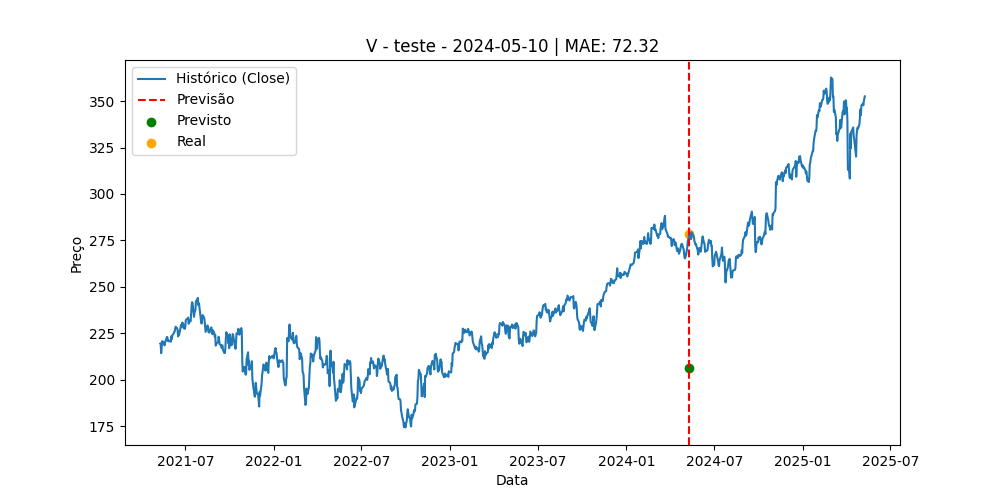 V - teste - 2024-05-10 | MAE: 72.32
Histórico (Close)
Previsão
Previsto
Real
Preço
350
325
300
275
250
225
200
175
2021-07
2022-01
2022-07
2023-01
2023-07
2024-01
2024-07
2025-01
2025-07
Data